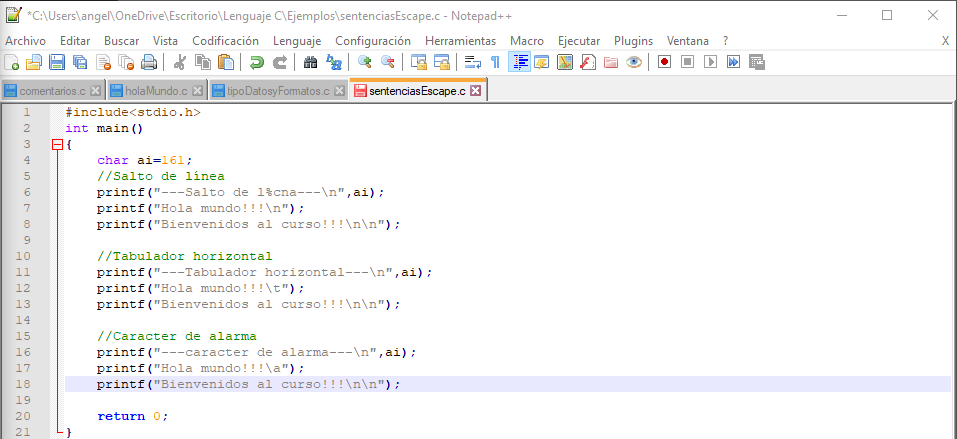 *C:\Users\angel\OneDrive\Escritorio\Lenguaje C\Ejemplos\sentenciasEscape.c - Notepad++
Archivo Editar Buscar Vista Codificación Lenguaje Configuración Herramientas Macro Ejecutar Plugins Ventana ? X
comentarios.c holaMundo.c tipoDatosyFormatos.c sentenciasEscape.c
1 #include<stdio.h>
2 int main()
3 {
4 char ai=161;
5 //Salto de línea
6 printf("---Salto de l%cna---\n",ai);
7 printf("Hola mundo!!!\n");
8 printf("Bienvenidos al curso!!!\n\n");
9
10 //Tabulador horizontal
11 printf("---Tabulador horizontal---\n",ai);
12 printf("Hola mundo!!!\t");
13 printf("Bienvenidos al curso!!!\n\n");
14
15 //Caracter de alarma
16 printf("---caracter de alarma---\n",ai);
17 printf("Hola mundo!!!\a");
18 printf("Bienvenidos al curso!!!\n\n");
19
20 return 0;
21 }